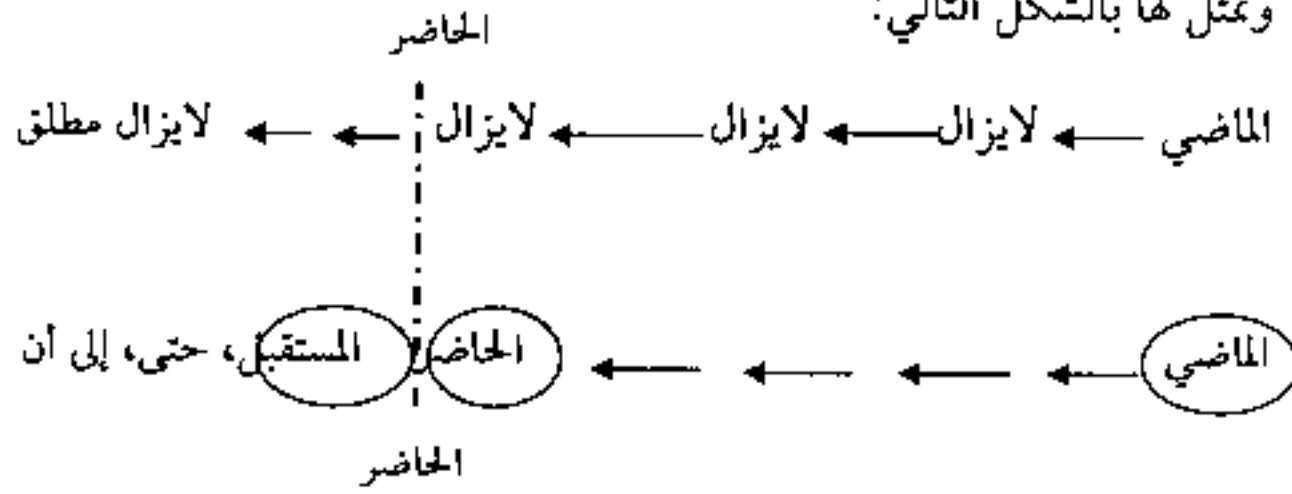 ونمثل لها بالشكل التالي:
الحاضر
الماضي لايزال لايزال لايزال لايزال مطلق
الماضي الحاضر المستقبل، حتى، إلى أن
الحاضر